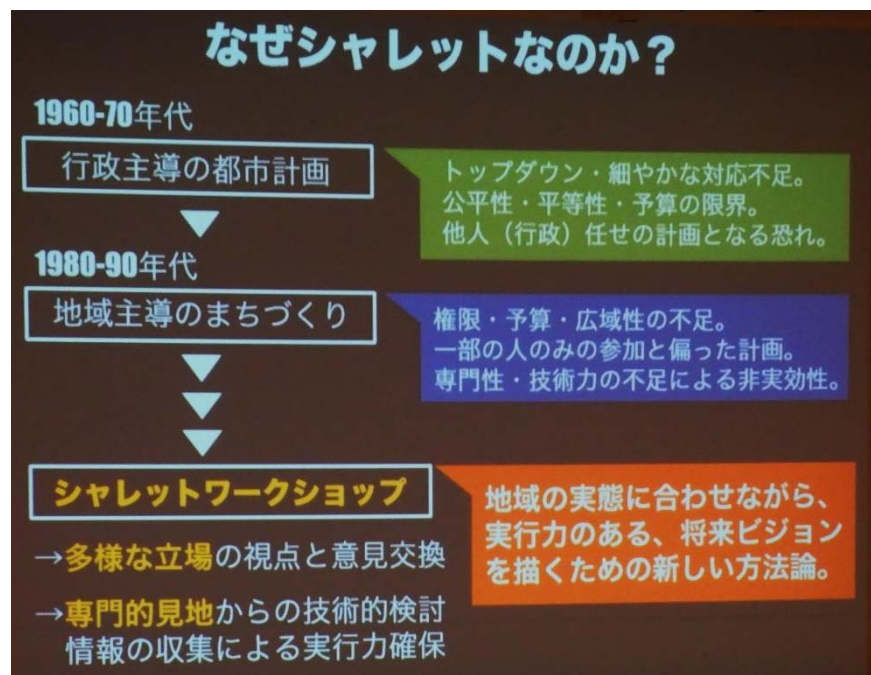 なぜシャレットなのか？
1960-70年代
行政主導の都市計画
トップダウン・細やかな対応不足。
公平性・平等性・予算の限界。
他人（行政）任せの計画となる恐れ。
1980-90年代
地域主導のまちづくり
権限・予算・広域性の不足。
一部の人のみの参加と偏った計画。
専門性・技術力の不足による非実効性。
シャレットワークショップ
地域の実態に合わせながら、
実行力のある、将来ビジョン
を描くための新しい方法論。
→多様な立場の視点と意見交換
→専門的見地からの技術的検討
情報の収集による実行力確保